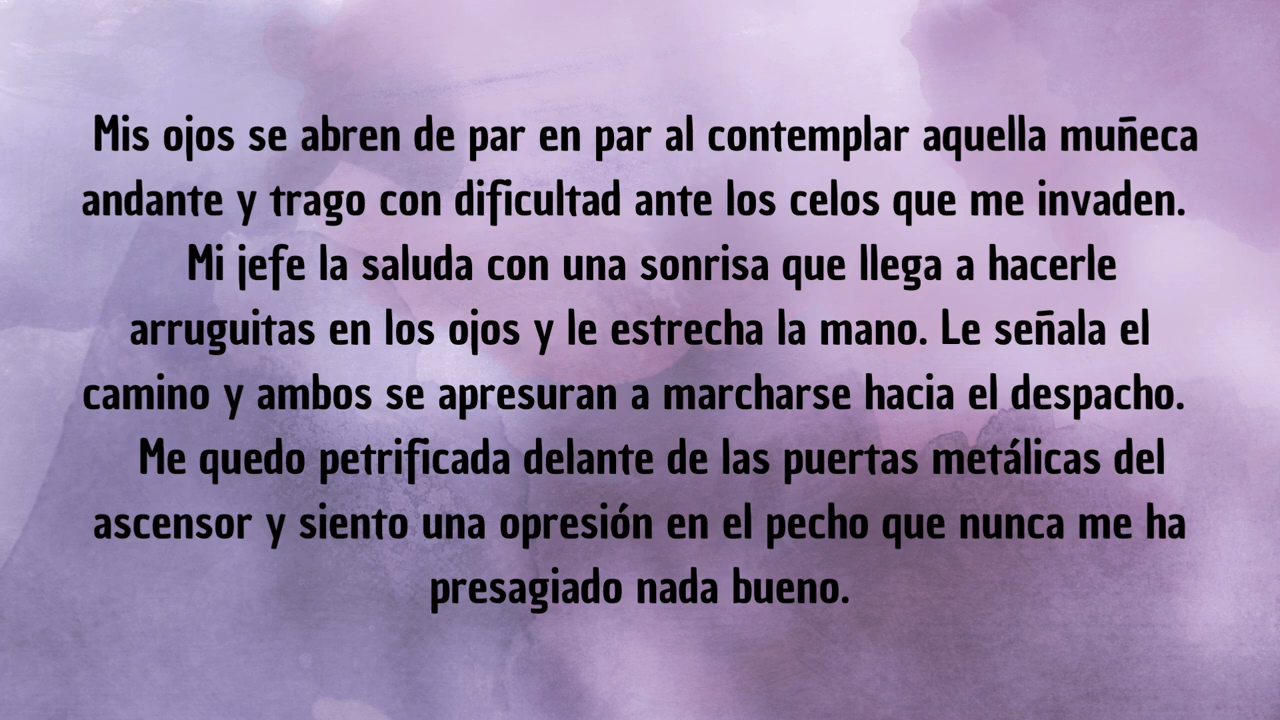 Mis ojos se abren de par en par al contemplar aquella muñeca
andante y trago con dificultad ante los celos que me invaden.
Mi jefe la saluda con una sonrisa que llega a hacerle
arruguitas en los ojos y le estrecha la mano. Le señala el
camino y ambos se apresuran a marcharse hacia el despacho.
Me quedo petrificada delante de las puertas metálicas del
ascensor y siento una opresión en el pecho que nunca me ha
presagiado nada bueno.